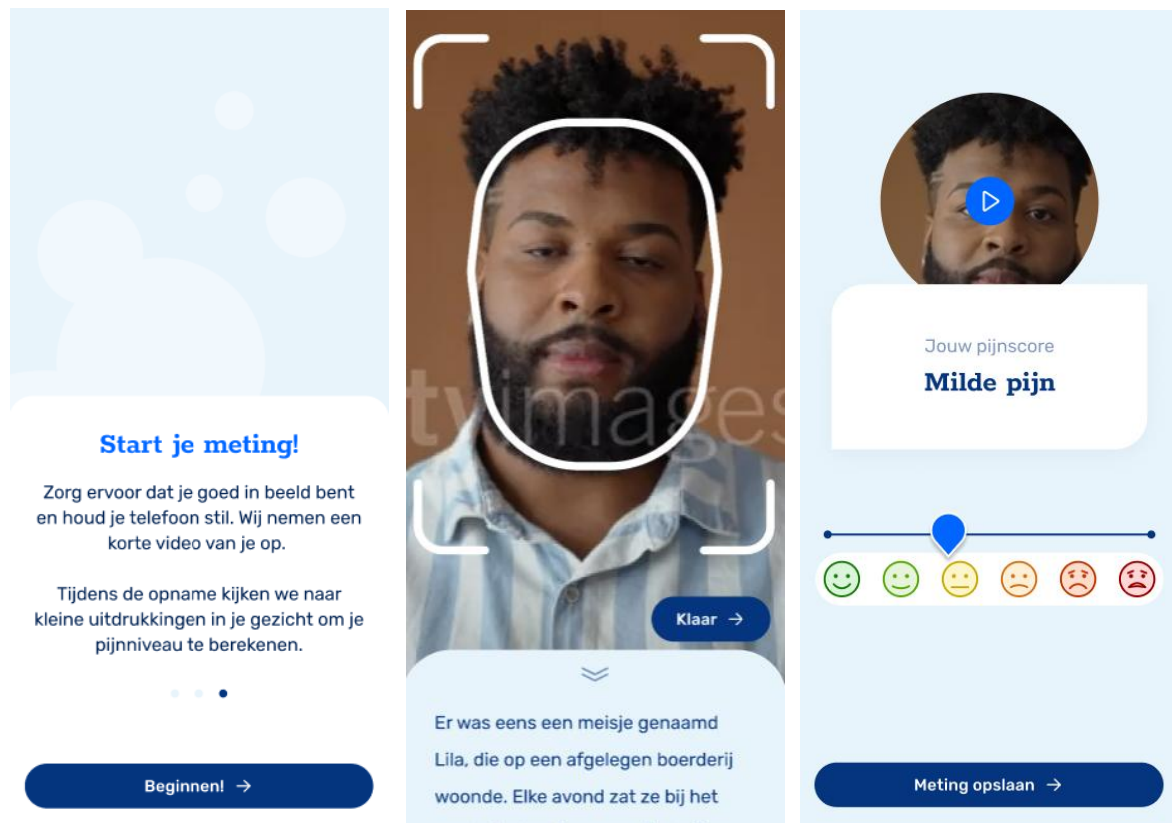 Start je meting!
Zorg ervoor dat je goed in beeld bent
en houd je telefoon stil. Wij nemen een
korte video van je op.
Tijdens de opname kijken we naar
kleine uitdrukkingen in je gezicht om je
pijnniveau te berekenen.
Beginnen! →
tyimages
Klaar →
Er was eens een meisje genaamd
Lila, die op een afgelegen boerderij
woonde. Elke avond zat ze bij het
Jouw pijnscore
Milde pijn
Meting opslaan →